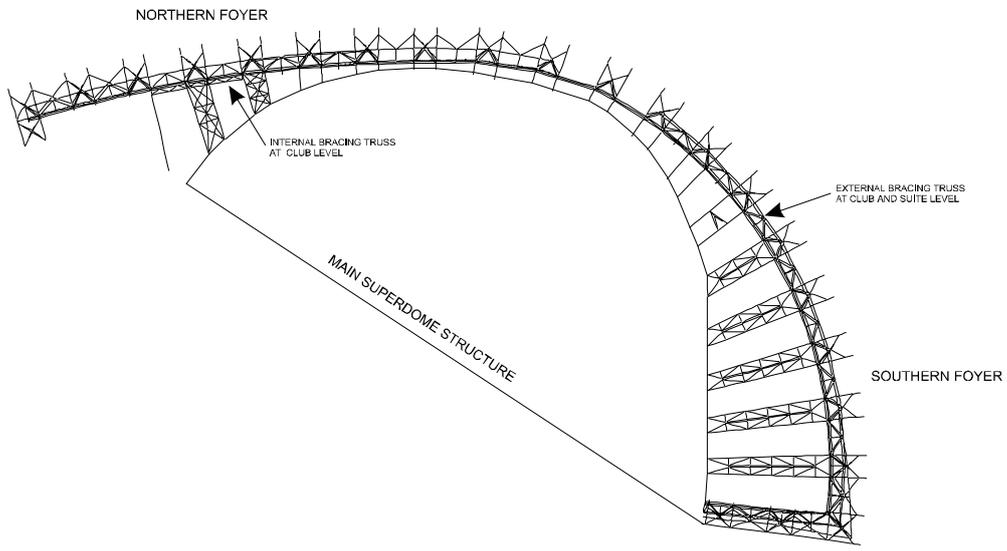 NORTHERN FOYER
INTERNAL BRACING TRUSS
AT CLUB LEVEL
EXTERNAL BRACING TRUSS
AT CLUB AND SUITE LEVEL
MAIN SUPERDOME STRUCTURE
SOUTHERN FOYER